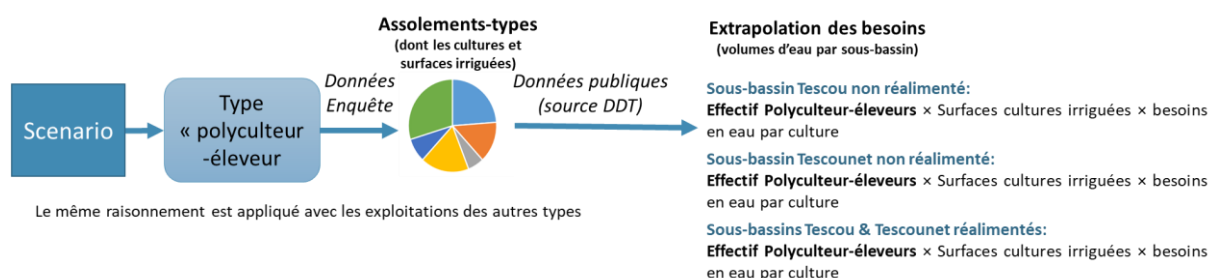 Scenario
Type
« polyculteur
-éleveur
Données
Enquête
Assolements-types
(dont les cultures et
surfaces irriguées)
Données publiques
(source DDT)
Extrapolation des besoins
(volumes d'eau par sous-bassin)
Sous-bassin Tescou non réalimenté:
Effectif Polyculteur-éleveurs × Surfaces cultures irriguées × besoins
en eau par culture
Sous-bassin Tescounet non réalimenté:
Effectif Polyculteur-éleveurs × Surfaces cultures irriguées × besoins
en eau par culture
Sous-bassins Tescou & Tescounet réalimentés:
Effectif Polyculteur-éleveurs × Surfaces cultures irriguées × besoins
en eau par culture
Le même raisonnement est appliqué avec les exploitations des autres types